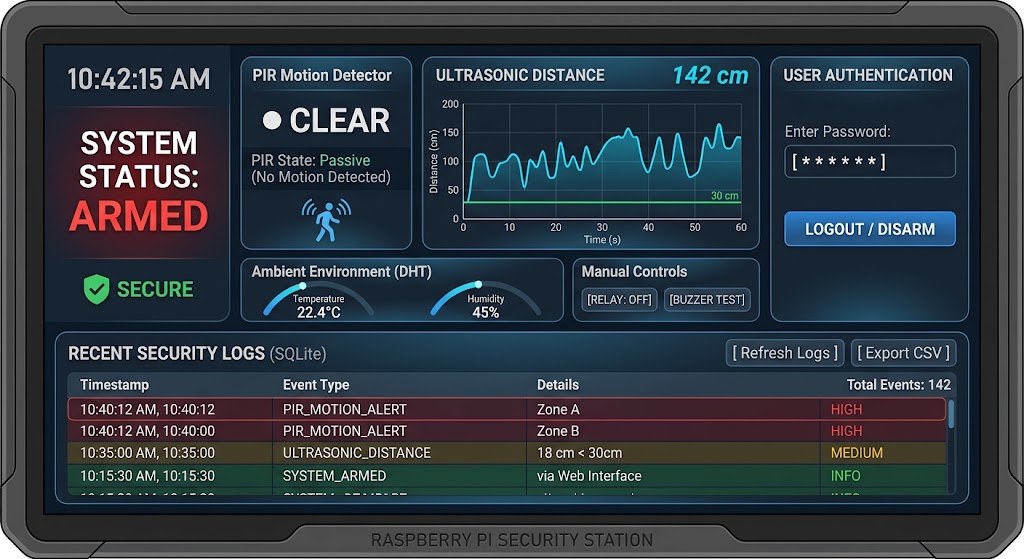 10:42:15 AM
SYSTEM
STATUS:
ARMED
SECURE
PIR Motion Detector
CLEAR
PIR State: Passive
(No Motion Detected)
ULTRASONIC DISTANCE 142 cm
Distance (cm)
200
150
100
50
0
30 cm
0 10 20 30 40 50 60
Time (s)
USER AUTHENTICATION
Enter Password:
[******]
LOGOUT / DISARM
Ambient Environment (DHT)
Temperature
22.4°C
Humidity
45%
Manual Controls
[RELAY: OFF] [BUZZER TEST]
RECENT SECURITY LOGS (SQLite) [ Refresh Logs ] [ Export CSV ]
Timestamp Event Type Details Total Events: 142
10:40:12 AM, 10:40:12 PIR_MOTION_ALERT Zone A HIGH
10:40:12 AM, 10:40:00 PIR_MOTION_ALERT Zone B HIGH
10:35:00 AM, 10:35:00 ULTRASONIC_DISTANCE 18 cm < 30cm MEDIUM
10:15:30 AM, 10:15:30 SYSTEM_ARMED via Web Interface INFO
RASPBERRY PI SECURITY STATION